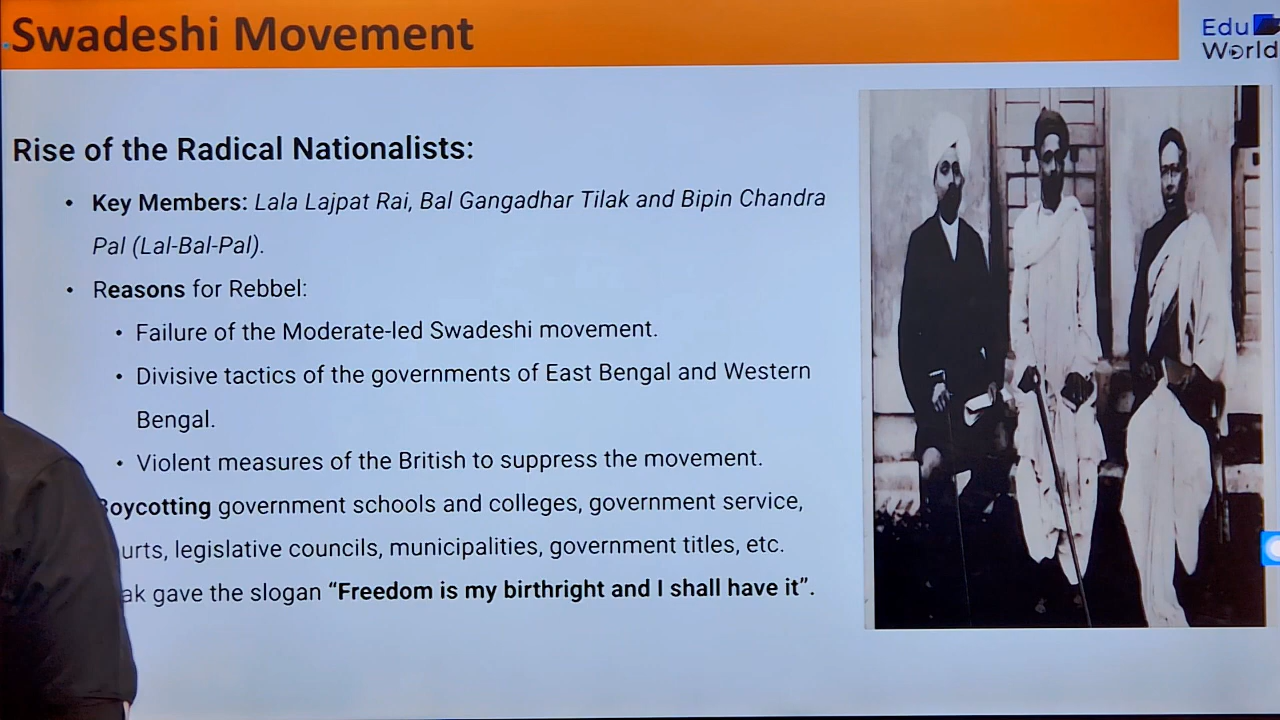 Swadeshi Movement
Edu
World
Rise of the Radical Nationalists:
• Key Members: Lala Lajpat Rai, Bal Gangadhar Tilak and Bipin Chandra
Pal (Lal-Bal-Pal).
• Reasons for Rebbel:
• Failure of the Moderate-led Swadeshi movement.
• Divisive tactics of the governments of East Bengal and Western
Bengal.
• Violent measures of the British to suppress the movement.
oycotting government schools and colleges, government service,
urts, legislative councils, municipalities, government titles, etc.
ak gave the slogan “Freedom is my birthright and I shall have it”.